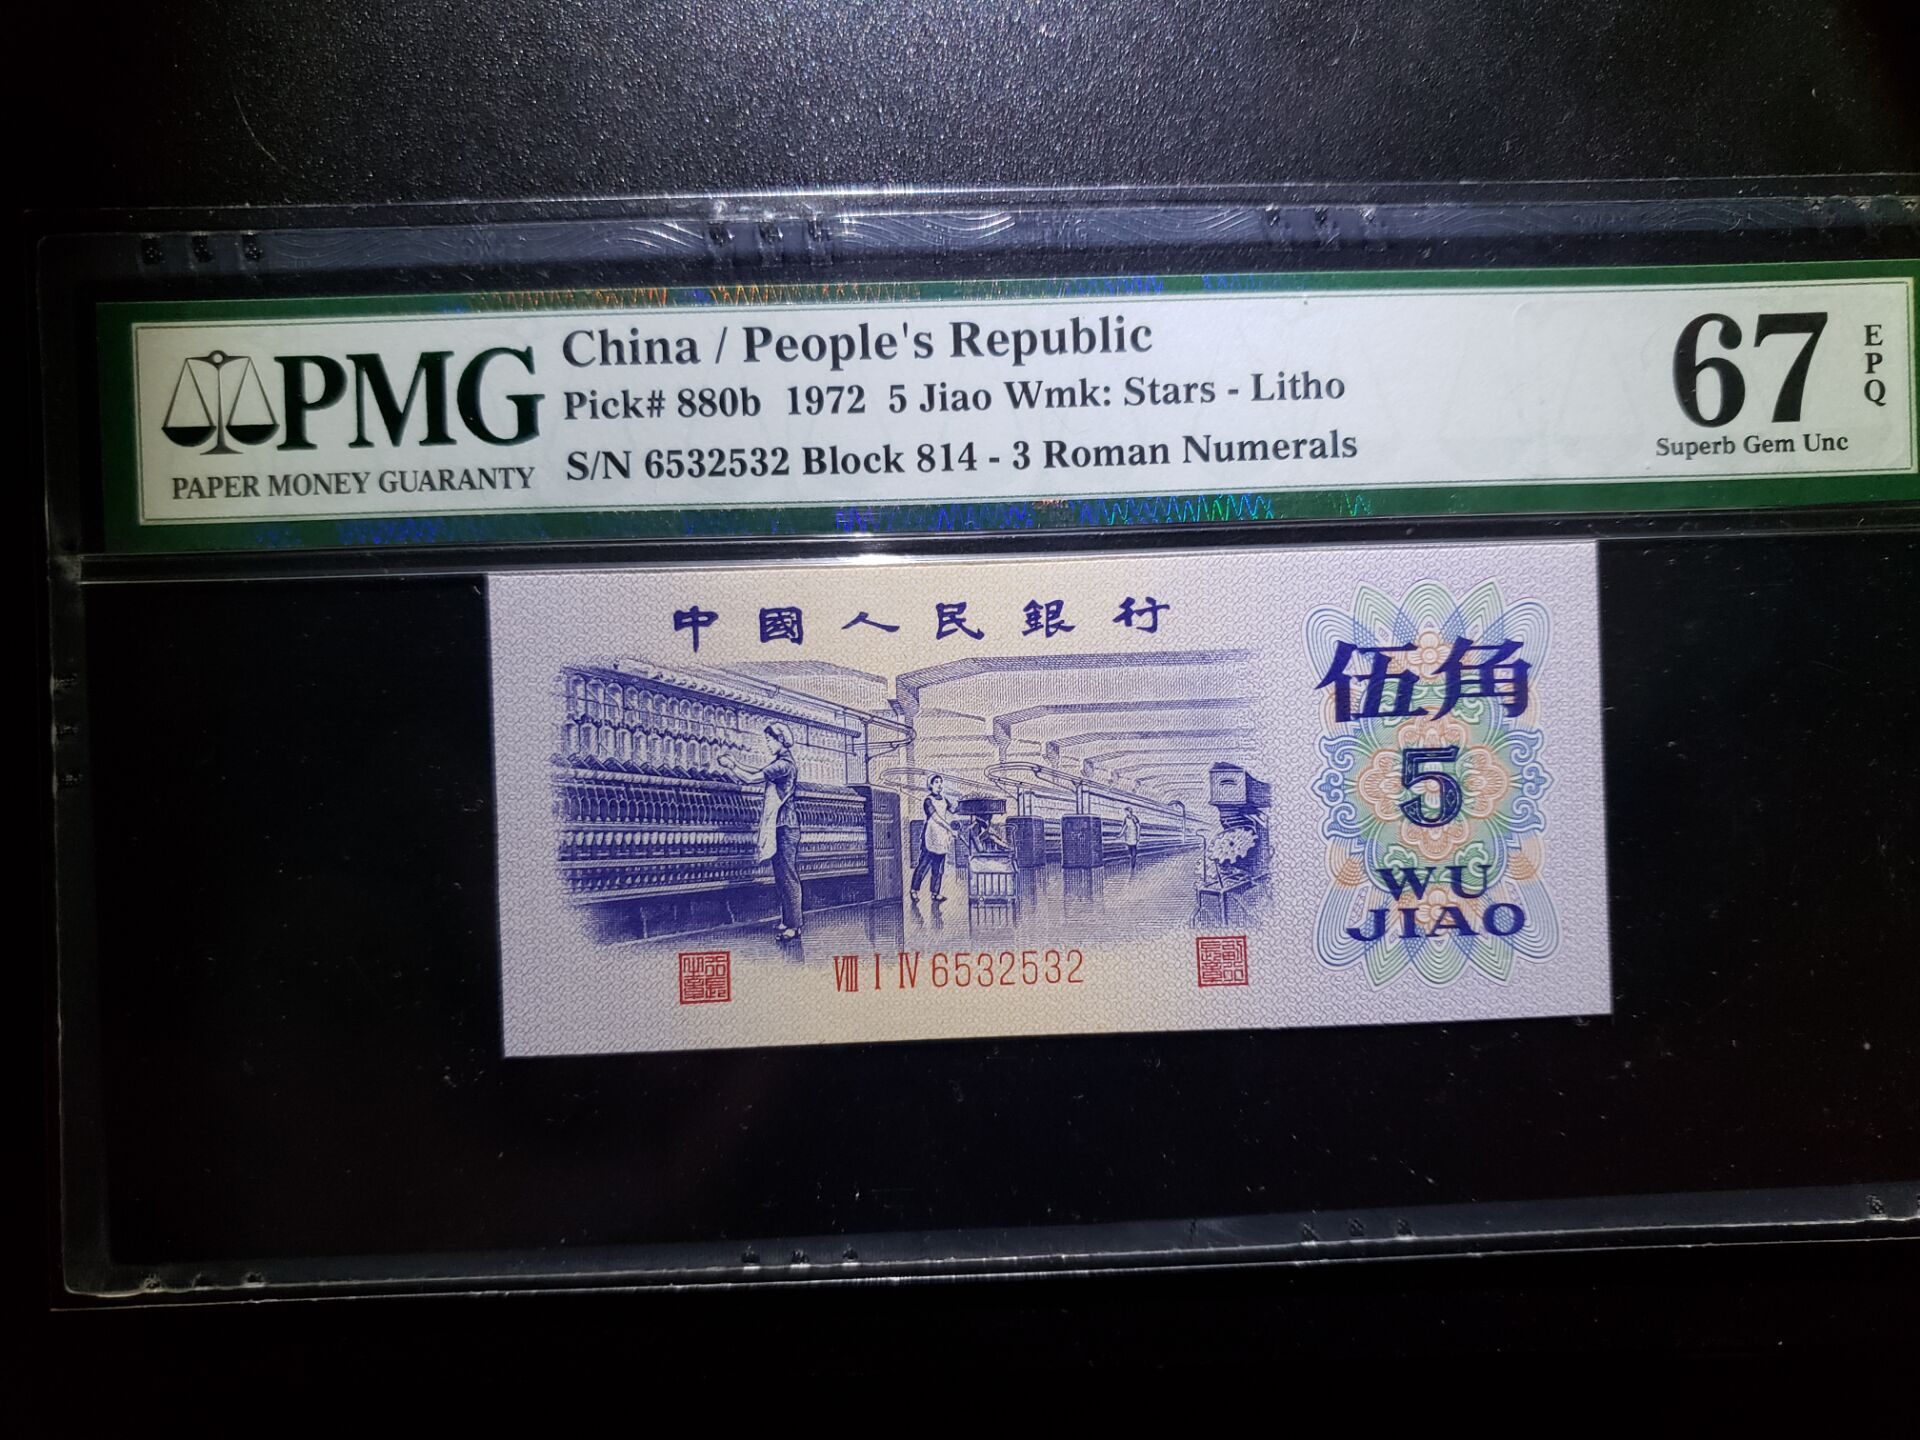 PMG
PAPER MONEY GUARANTY
China / People's Republic
Pick# 880b 1972 5 Jiao Wmk: Stars - Litho
S/N 6532532 Block 814 - 3 Roman Numerals
67
EPQ
Superb Gem Unc
中國人民銀行
伍角
5
WU
JIAO
VIII I IV 6532532